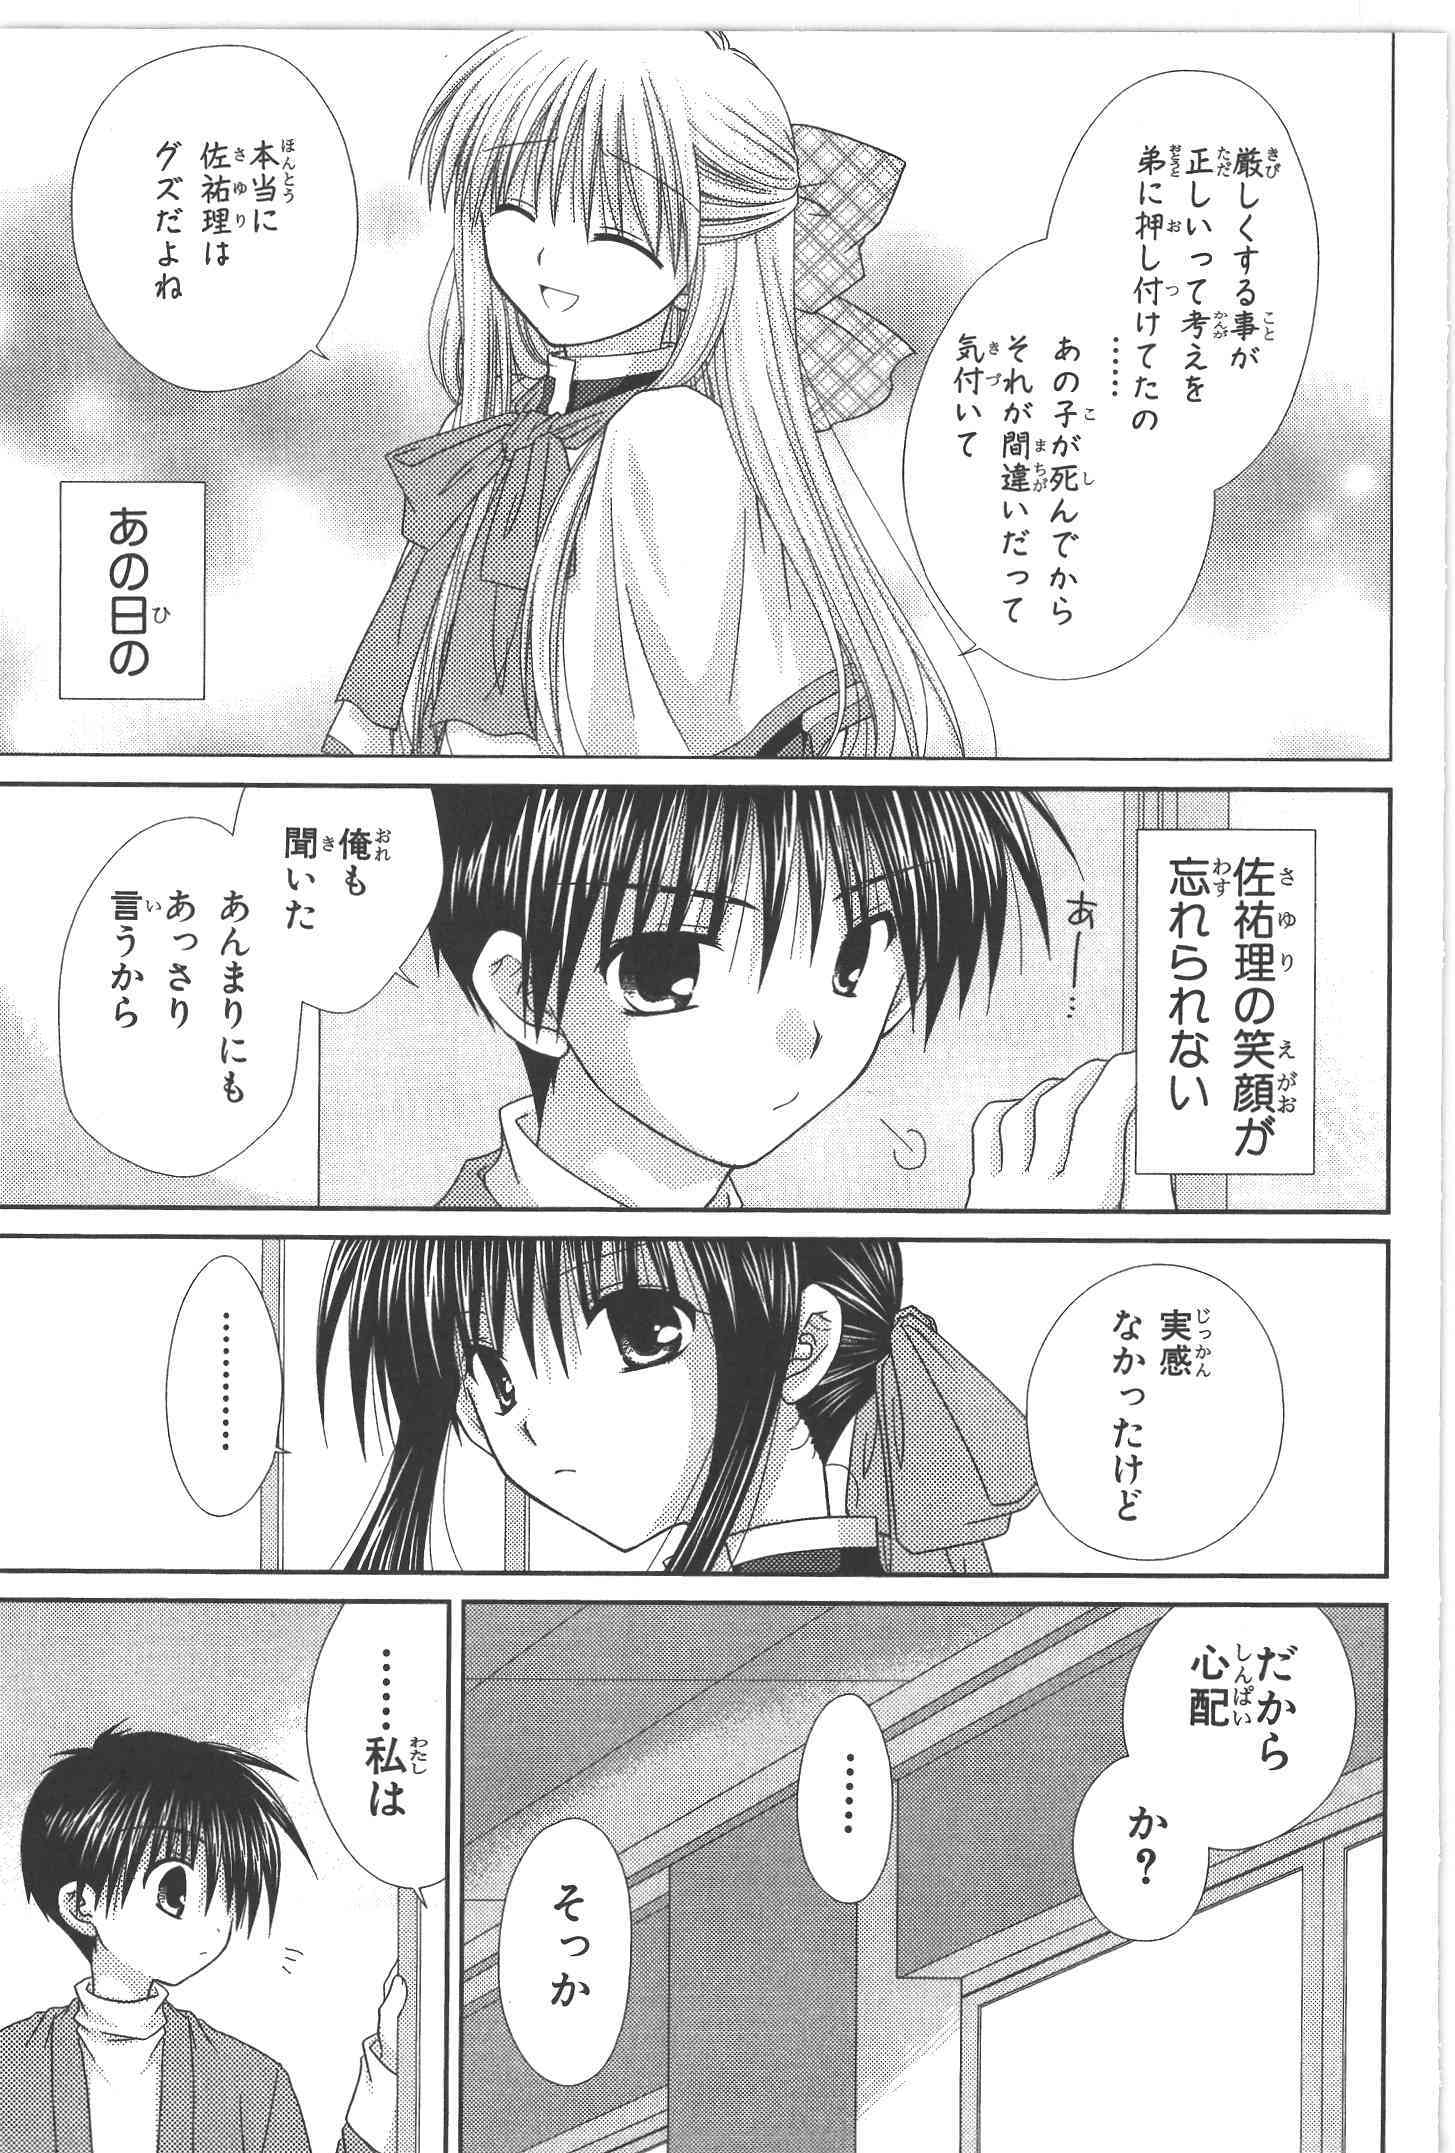 厳しくする事が
正しいって考えを
弟に押し付けてたの
……
あの子が死んでから
それが間違いだって
気付いて
本当に
佐祐理は
グズだよね
あの日の
佐祐理の笑顔が
忘れられない
あー…
俺も
聞いた
あんまりにも
あっさり
言うから
実感
なかったけど
…………
だから
心配
か？
……
そっか
……私は